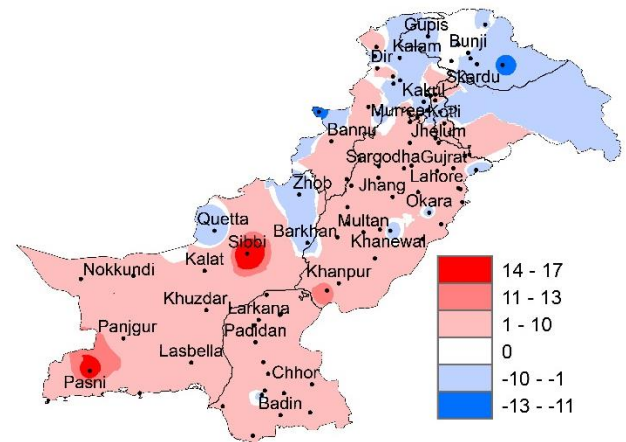 Gupis
Kalam
Bunji
Dir
Skardu
Kakul
Murree
Kotli
Bannu
Jhelum
Sargodha
Gujrat
Lahore
Zhob
Jhang
Okara
Quetta
Multan
Sibbi
Barkhan
Khanewal
Kalat
Nokkundi
Khanpur
14 - 17
11 - 13
Khuzdar
Larkana
1 - 10
Panjgur
Padidan
0
Lasbella
-10 - -1
Pasni
Chhor
-13 - -11
Badin